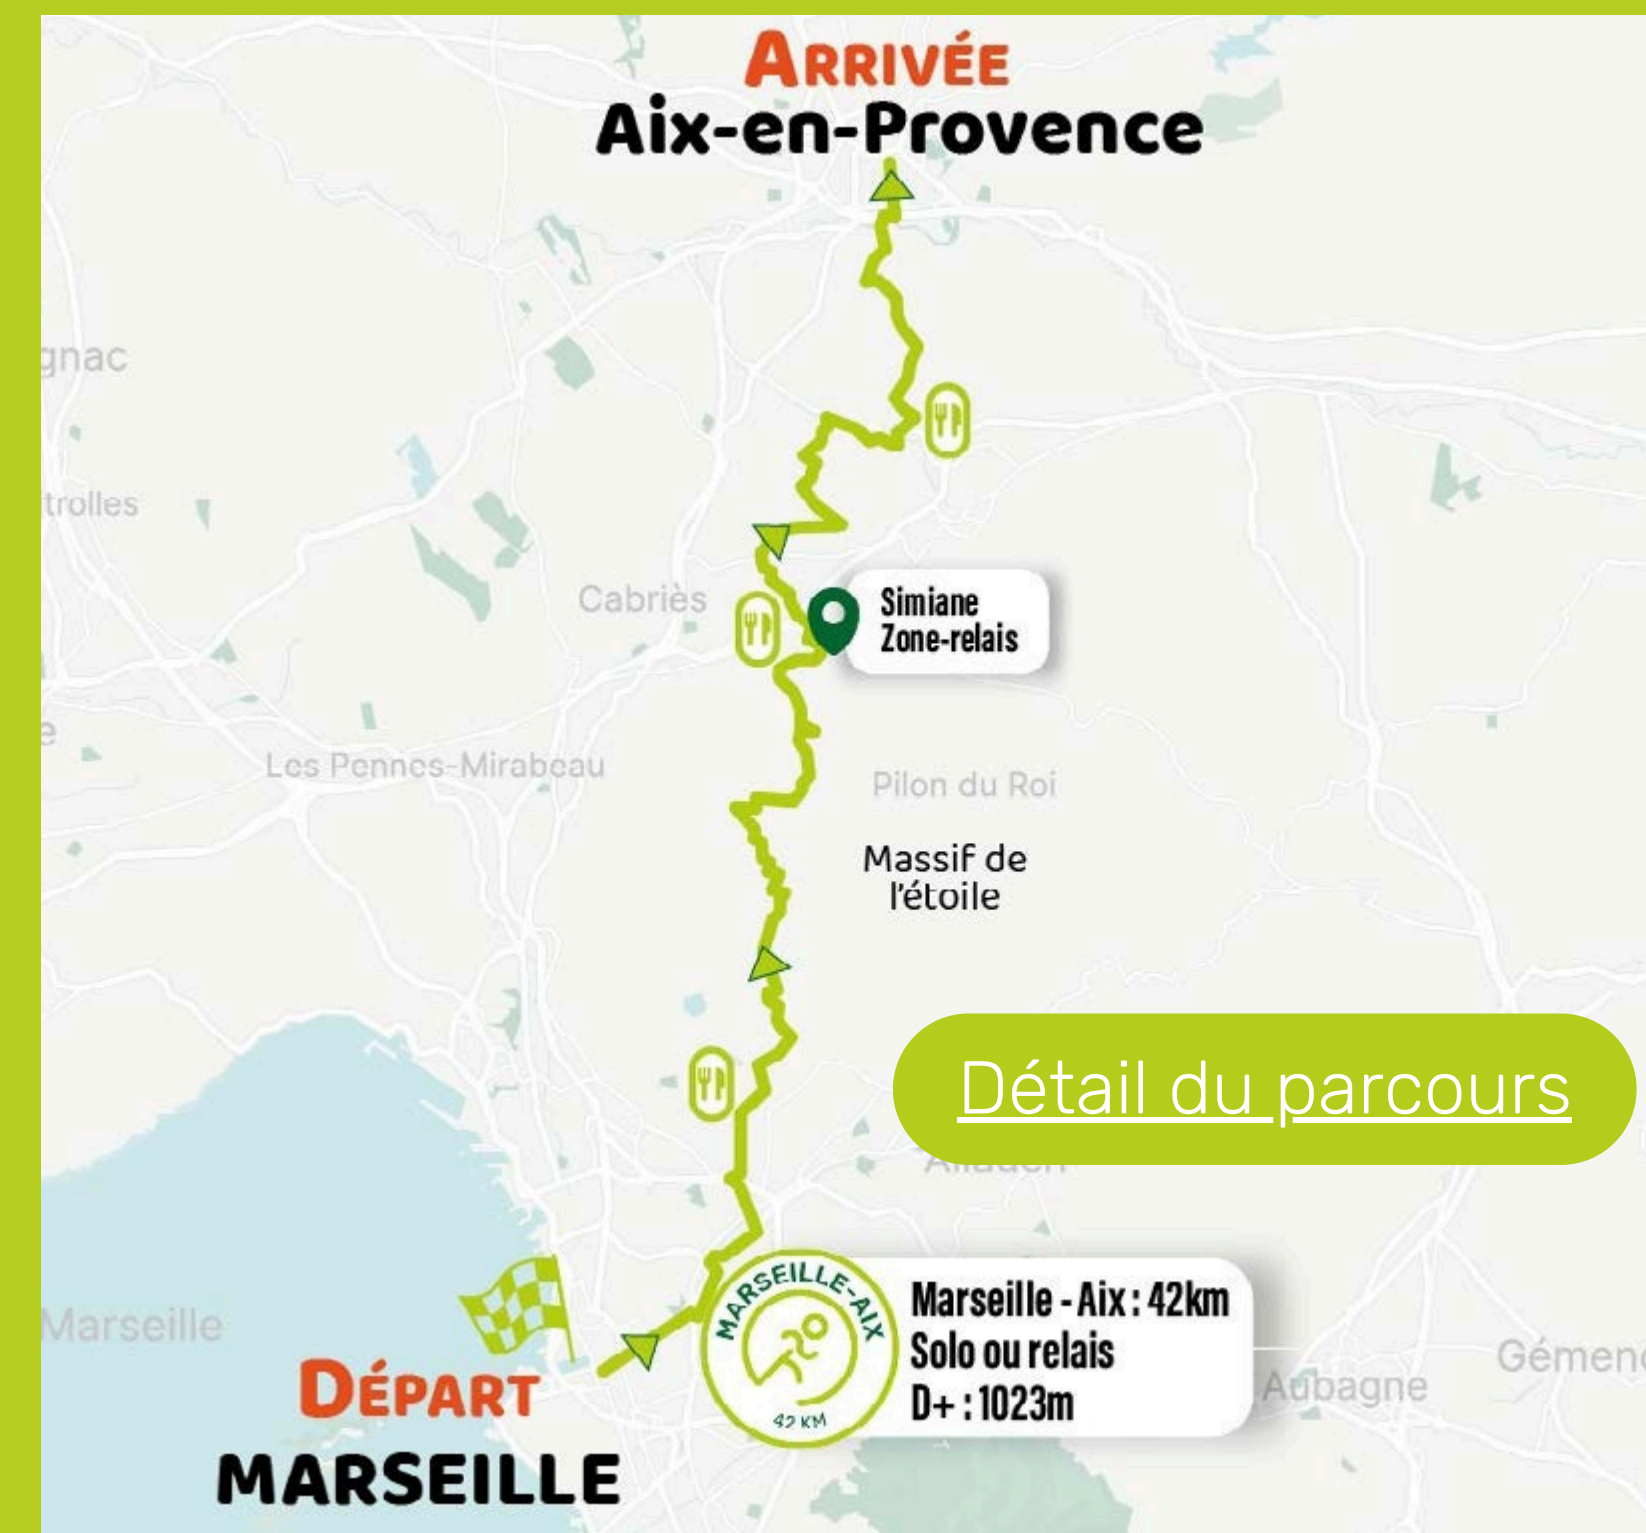 ARRIVÉE
Aix-en-Provence
gnac
trolles
Cabriès
Simiane
Zone-relais
e
Les Pennes-Mirabeau
Pilon du Roi
Massif de
l'étoile
Détail du parcours
MARSEILLE-AIX
42 KM
Marseille - Aix : 42km
Solo ou relais
D+ : 1023m
Marseille
DÉPART
MARSEILLE
Aubagne
Gémeno